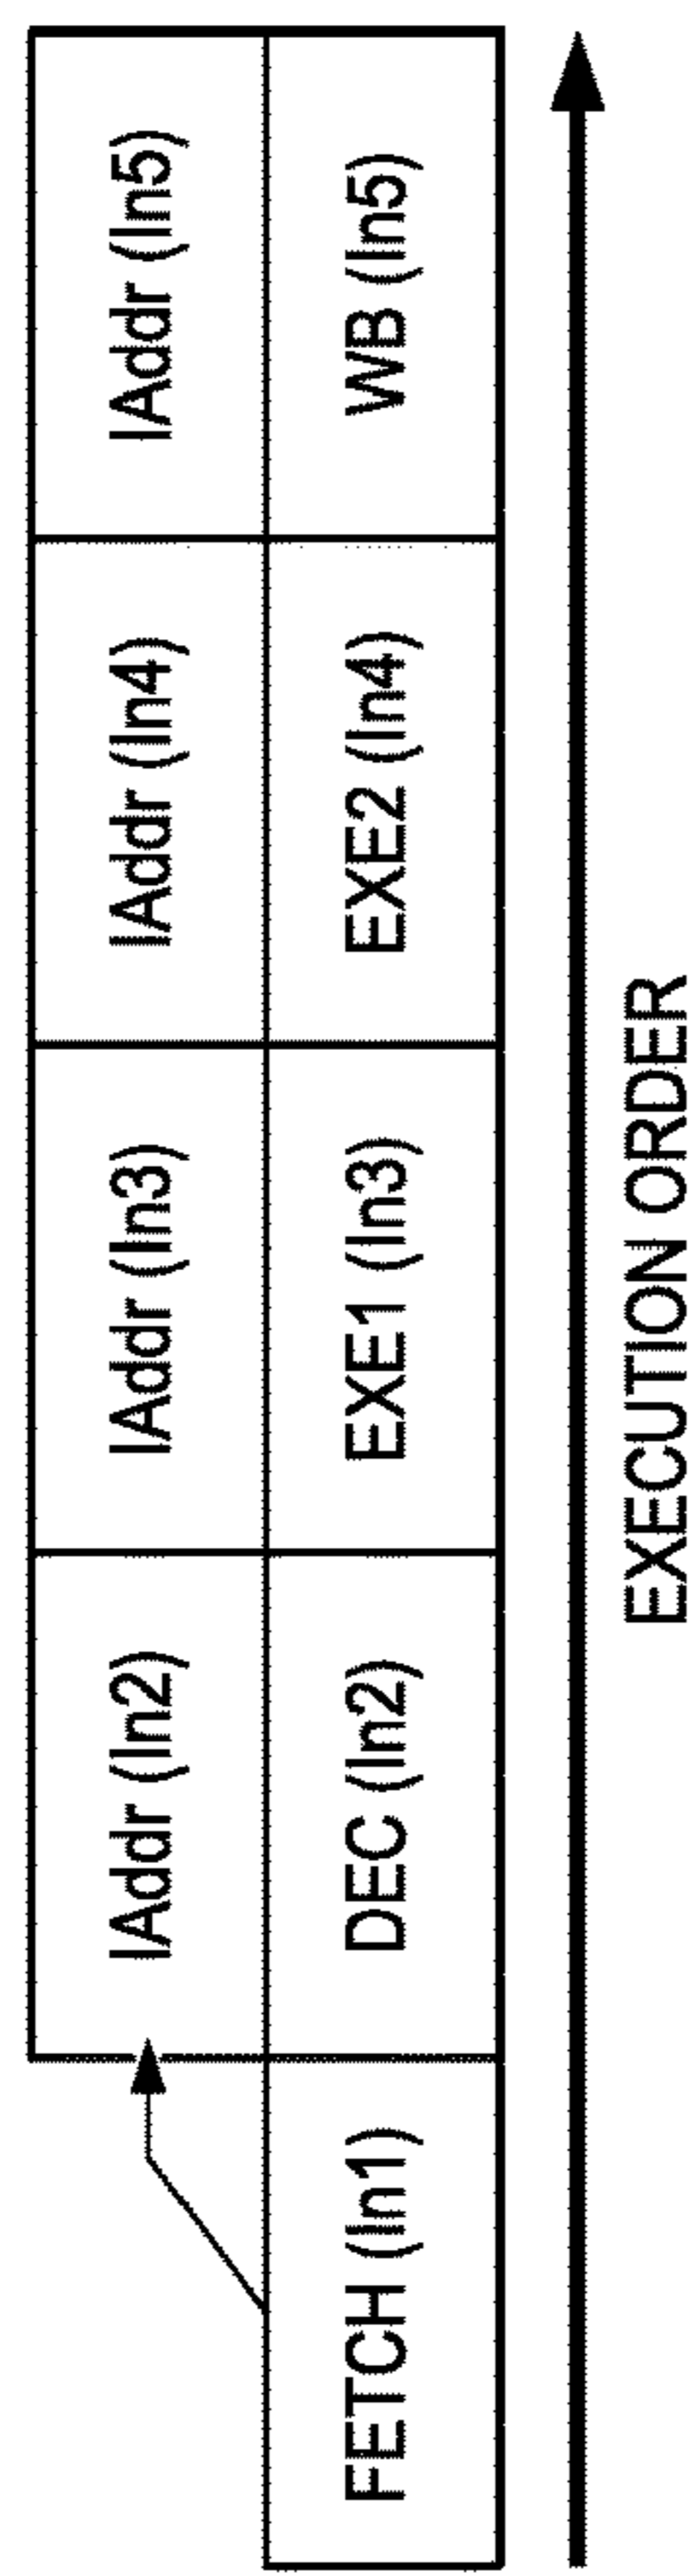 IAddr (In2)
IAddr (In3)
IAddr (In4)
IAddr (In5)
FETCH (In1)
DEC (In2)
EXE1 (In3)
EXE2 (In4)
WB (In5)
EXECUTION ORDER